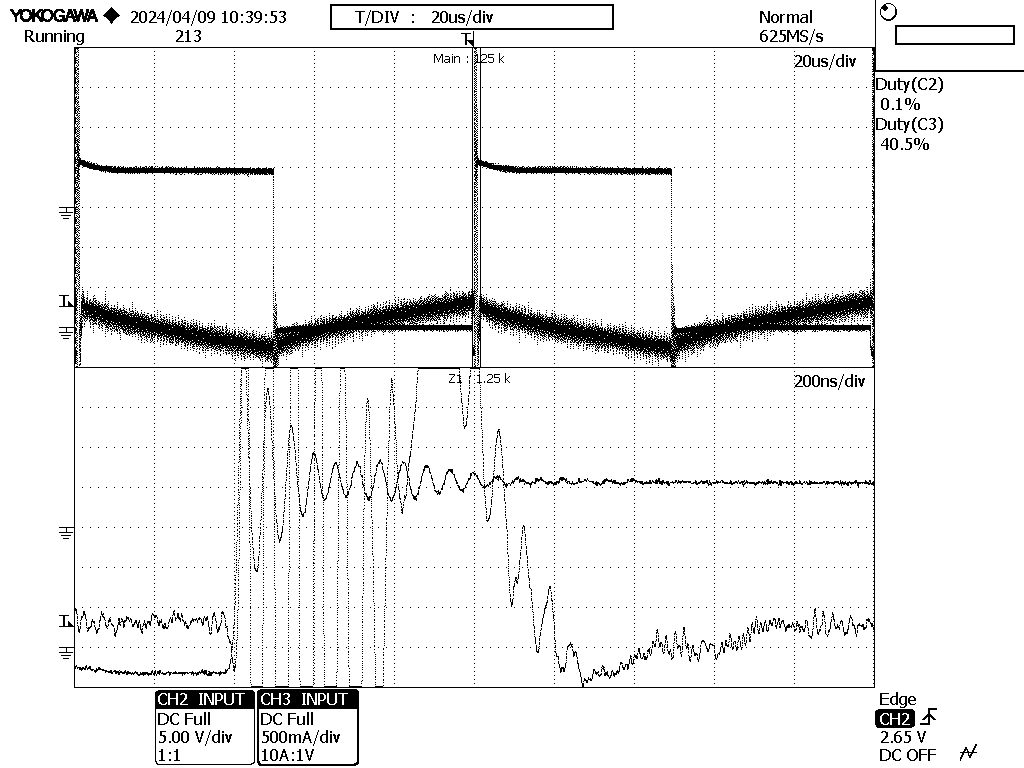 YOKOGAWA ◆ 2024/04/09 10:39:53
T/DIV : 20us/div
Normal
Running
213
625MS/s
T
Main : 125 k
20us/div
Duty(C2)
0.1%
Duty(C3)
40.5%
Z1 : 1.25 k
200ns/div
CH2 INPUT
DC Full
5.00 V/div
1:1
CH3 INPUT
DC Full
500mA/div
10A:1V
Edge
CH2
2.65 V
DC OFF